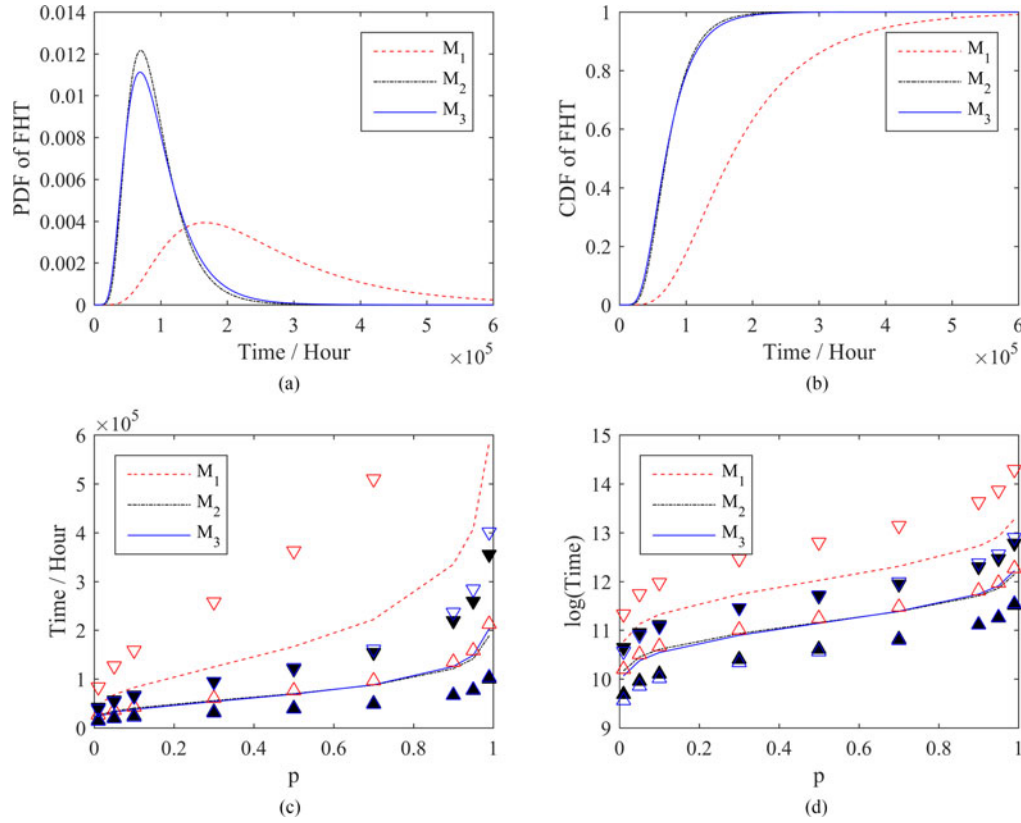 0.014
0.012
0.01
0.008
0.006
0.004
0.002
0
PDF of FHT
M1
M2
M3
0 1 2 3 4 5 6
Time / Hour
×10^5
(a)
1
0.8
0.6
0.4
0.2
0
CDF of FHT
M1
M2
M3
0 1 2 3 4 5 6
Time / Hour
×10^5
(b)
×10^5
6
5
4
3
2
1
0
Time / Hour
M1
M2
M3
0 0.2 0.4 0.6 0.8 1
p
(c)
15
14
13
12
11
10
9
log(Time)
M1
M2
M3
0 0.2 0.4 0.6 0.8 1
p
(d)